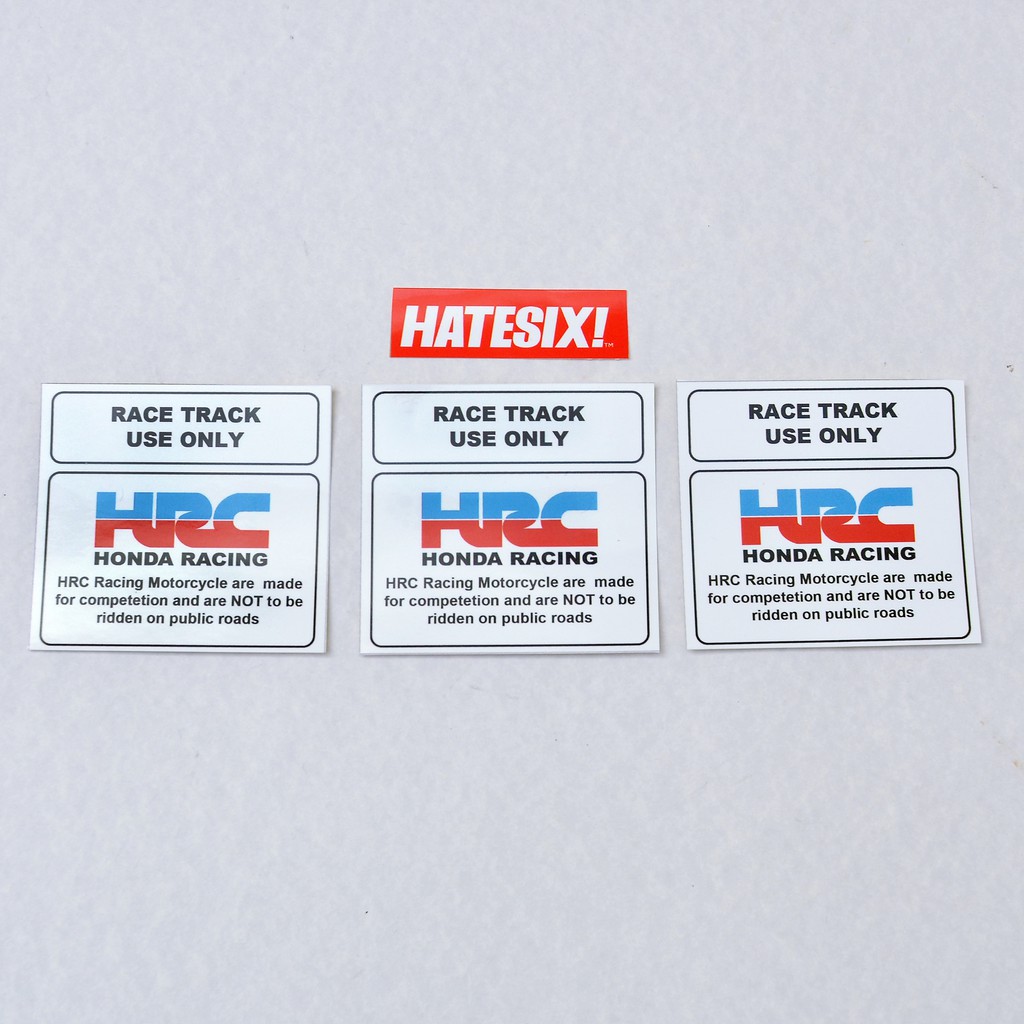 HATESIX!™
RACE TRACK
USE ONLY
HRC
HONDA RACING
HRC Racing Motorcycle are made
for competetion and are NOT to be
ridden on public roads
RACE TRACK
USE ONLY
HRC
HONDA RACING
HRC Racing Motorcycle are made
for competetion and are NOT to be
ridden on public roads
RACE TRACK
USE ONLY
HRC
HONDA RACING
HRC Racing Motorcycle are made
for competetion and are NOT to be
ridden on public roads